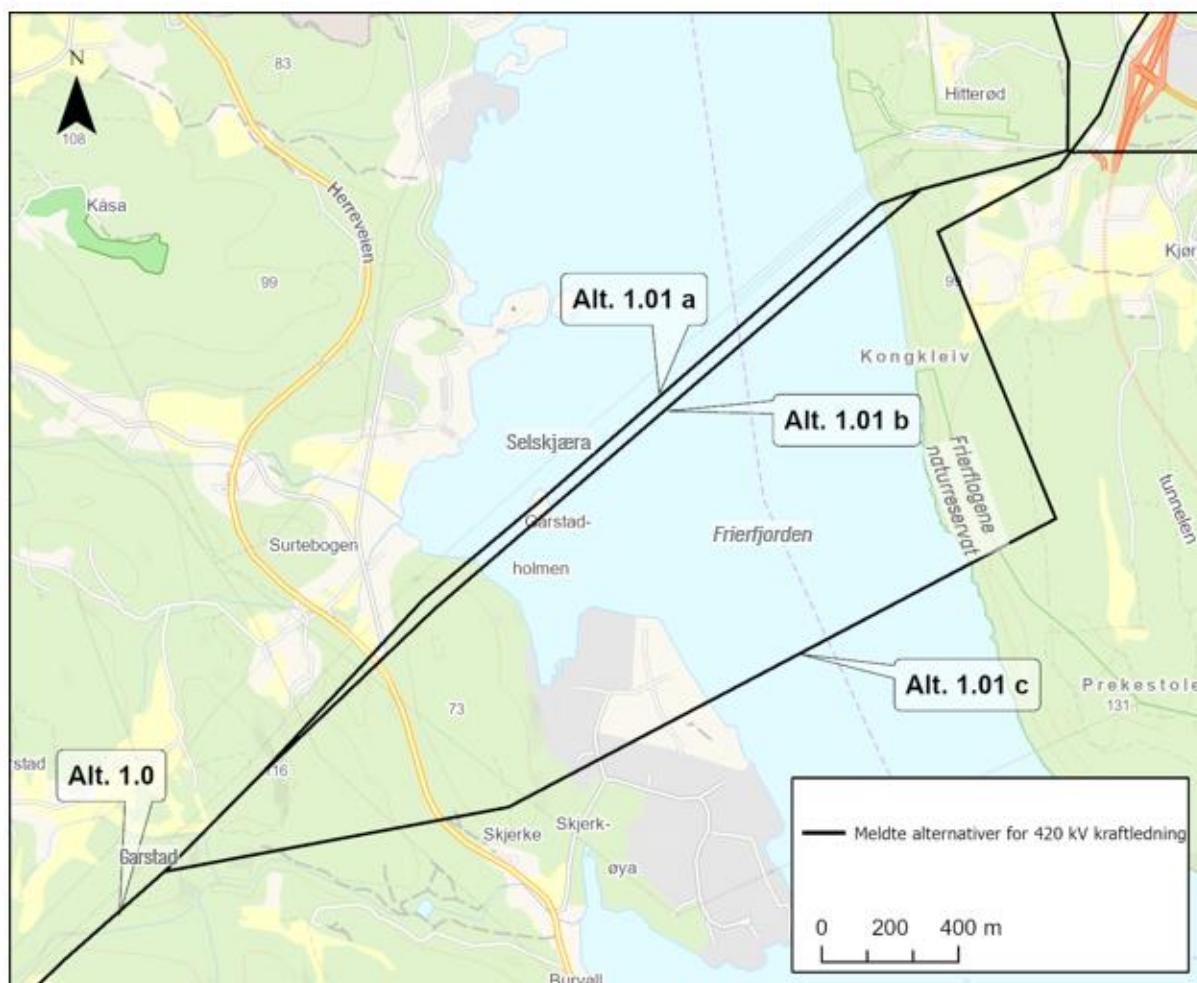 N
83
Hitterød
108
Herreveien
Kåsa
Kjør
99
99
Alt. 1.01 a
Kongkleiv
Alt. 1.01 b
Selskjæra
Frierflogene
naturreservat
tunnelen
Garstad-
holmen
Frierfjorden
Surtebogen
Alt. 1.01 c
Prekestole
131
73
rstad
Alt. 1.0
116
Garstad
Skjerke
Skjerk-
øya
Meldte alternativer for 420 kV kraftledning
0 200 400 m
Burvall